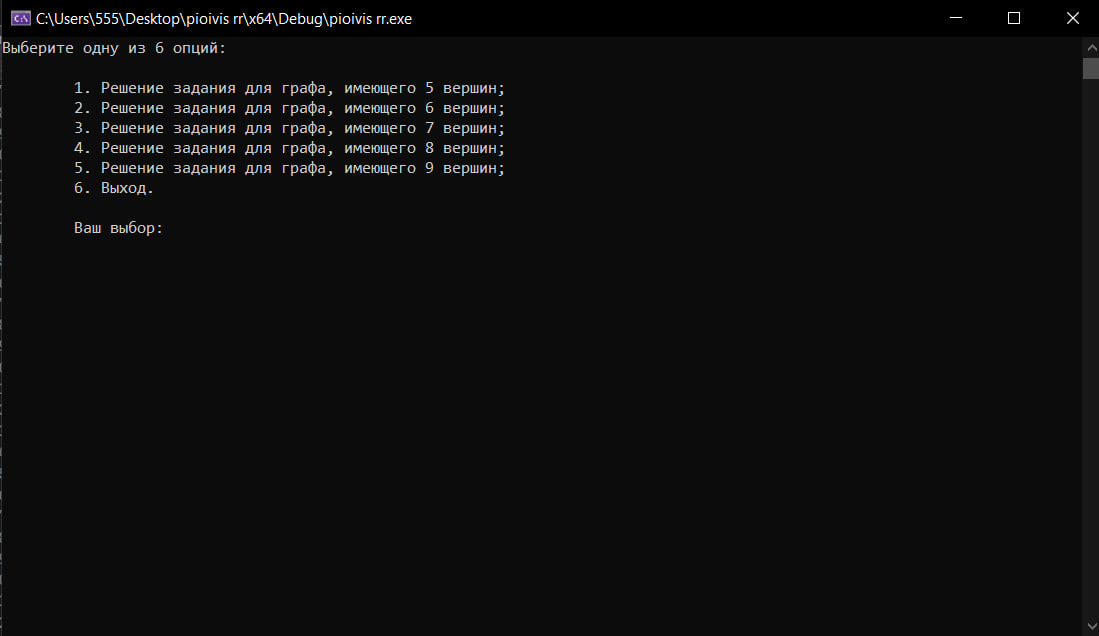 C:\Users\555\Desktop\pioivis rr\x64\Debug\pioivis rr.exe
Выберите одну из 6 опций:
1. Решение задания для графа, имеющего 5 вершин;
2. Решение задания для графа, имеющего 6 вершин;
3. Решение задания для графа, имеющего 7 вершин;
4. Решение задания для графа, имеющего 8 вершин;
5. Решение задания для графа, имеющего 9 вершин;
6. Выход.
Ваш выбор: